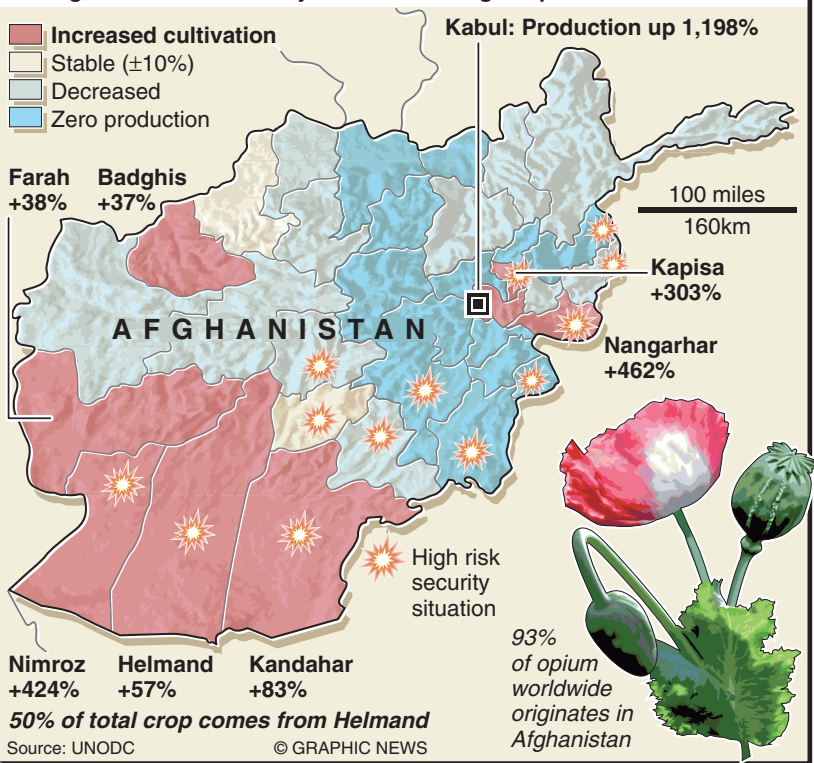 Increased cultivation
Stable (±10%)
Decreased
Zero production
Kabul: Production up 1,198%
Farah
+38%
Badghis
+37%
100 miles
160km
Kapisa
+303%
AFGHANISTAN
Nangarhar
+462%
High risk
security
situation
Nimroz
+424%
Helmand
+57%
Kandahar
+83%
50% of total crop comes from Helmand
93%
of opium
worldwide
originates in
Afghanistan
Source: UNODC
© GRAPHIC NEWS